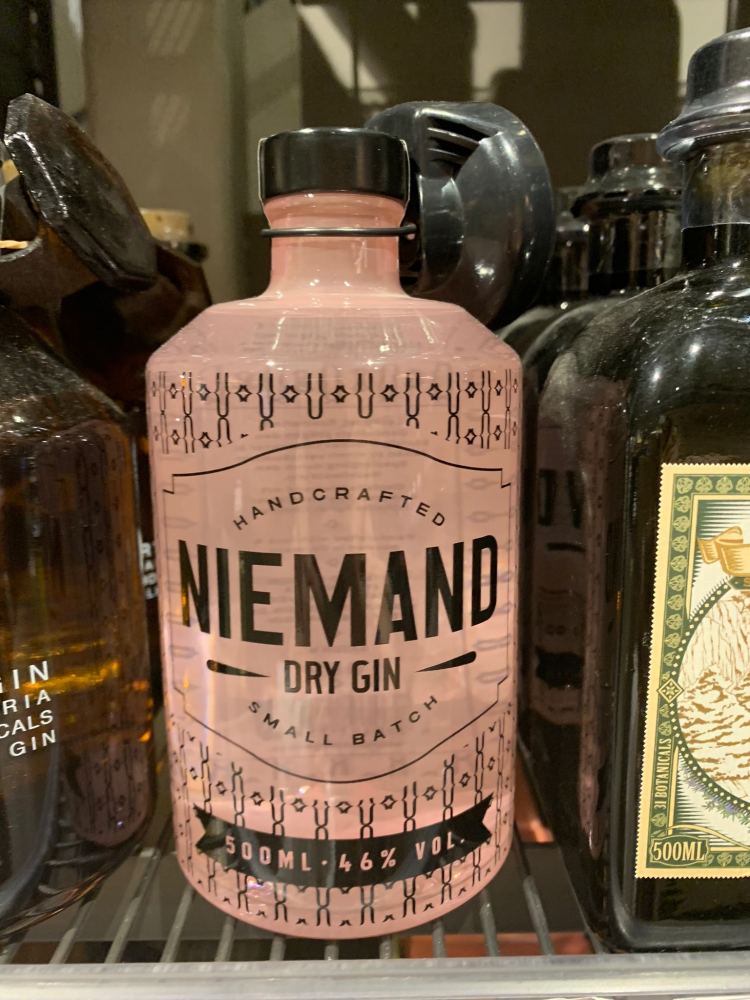 HANDCRAFTED
NIEMAND
DRY GIN
SMALL BATCH
500ML · 46% VOL.
GIN
RIA
CALS
GIN
31 BOTANICALS
500ML